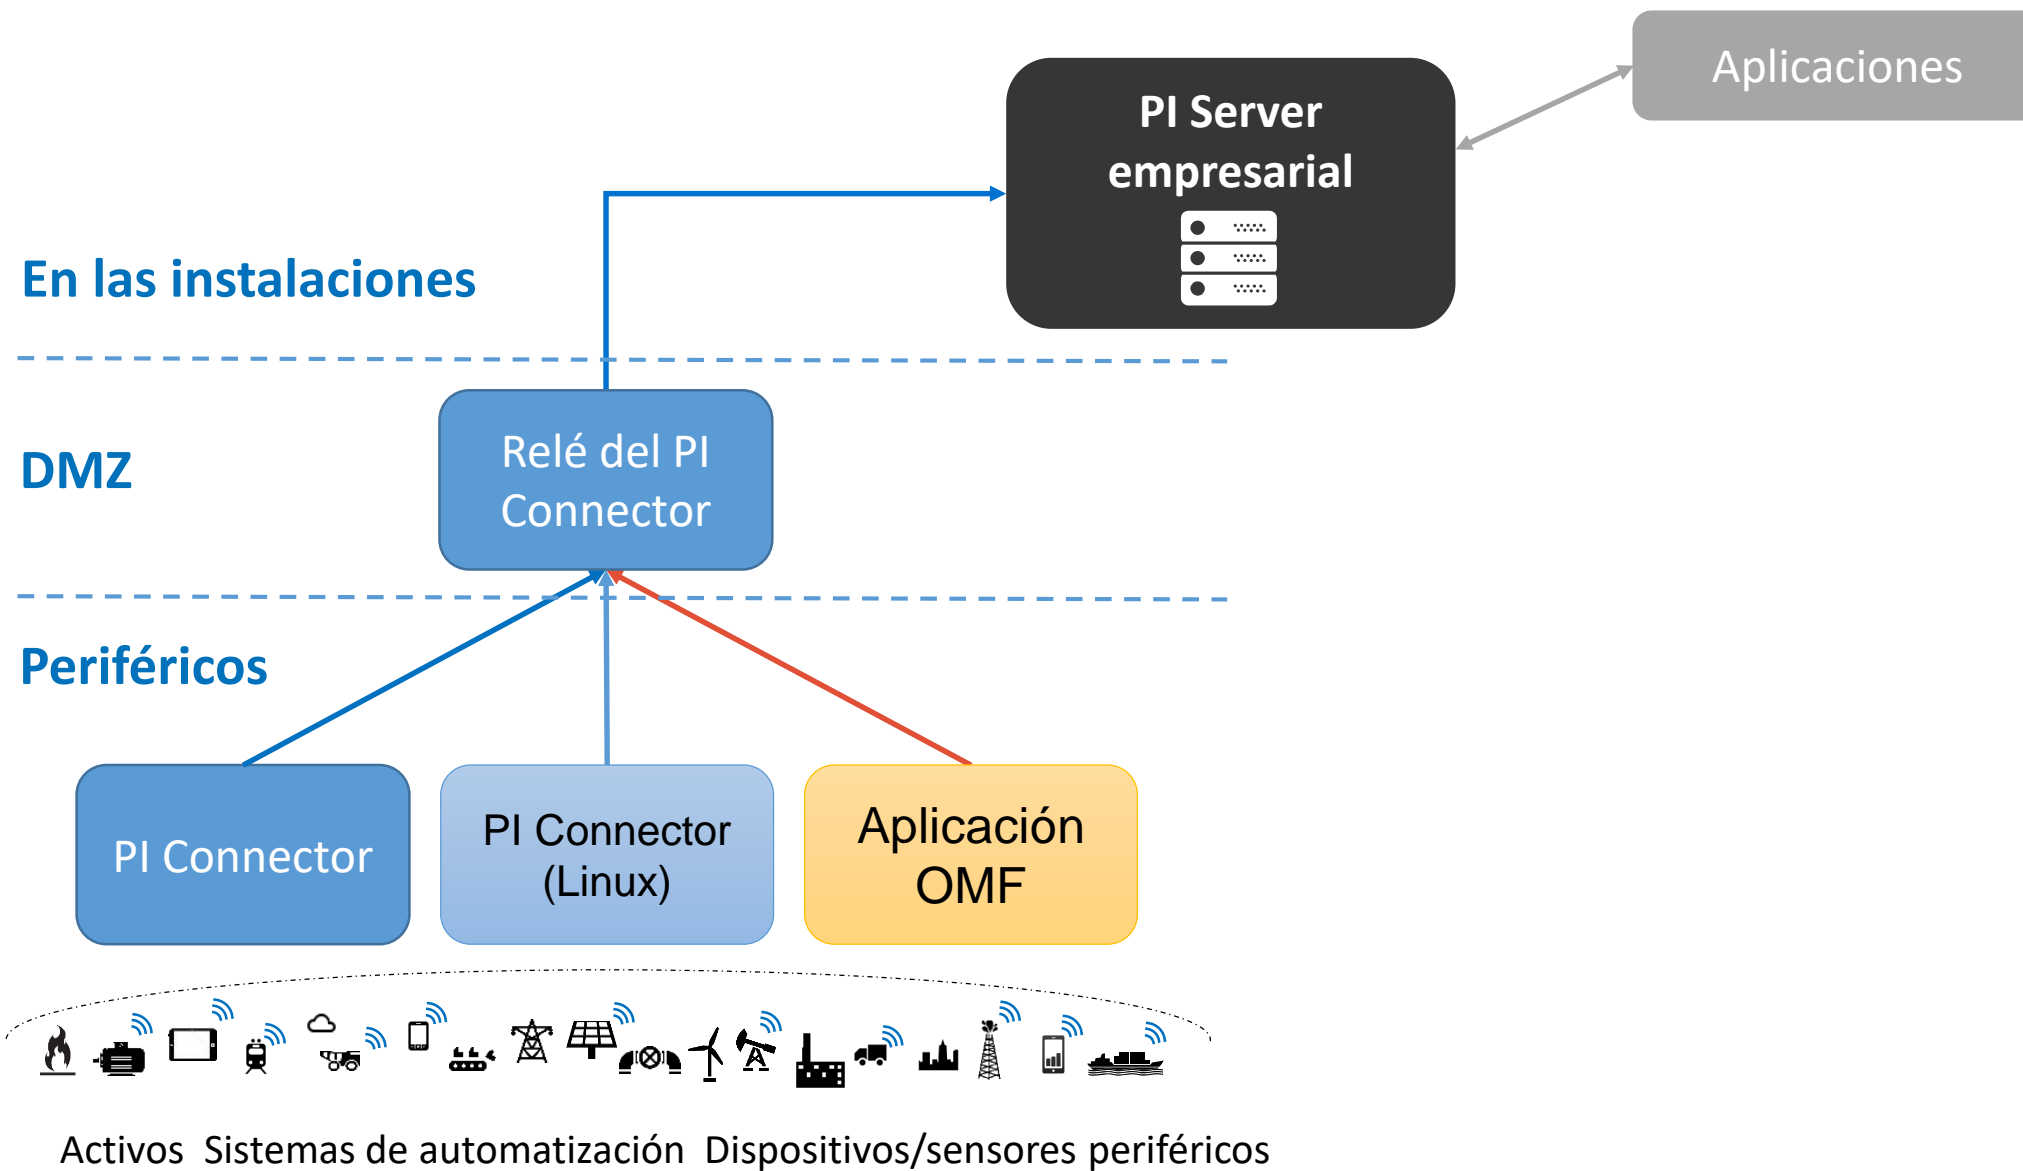 Aplicaciones
PI Server
empresarial
En las instalaciones
Relé del PI
Connector
DMZ
Periféricos
PI Connector
PI Connector
(Linux)
Aplicación
OMF
Activos Sistemas de automatización Dispositivos/sensores periféricos